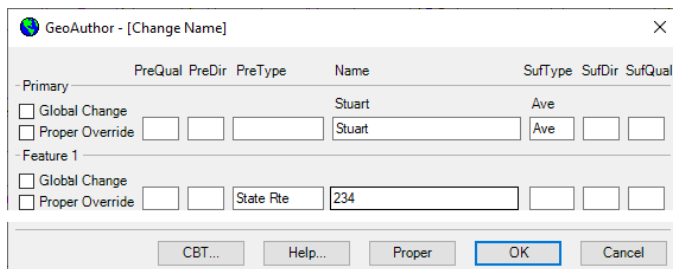 GeoAuthor - [Change Name]
PreQual PreDir PreType Name SufType SufDir SufQual
Primary
Stuart Ave
Global Change
Proper Override Stuart Ave
Feature 1
Global Change
Proper Override State Rte 234
CBT... Help... Proper OK Cancel